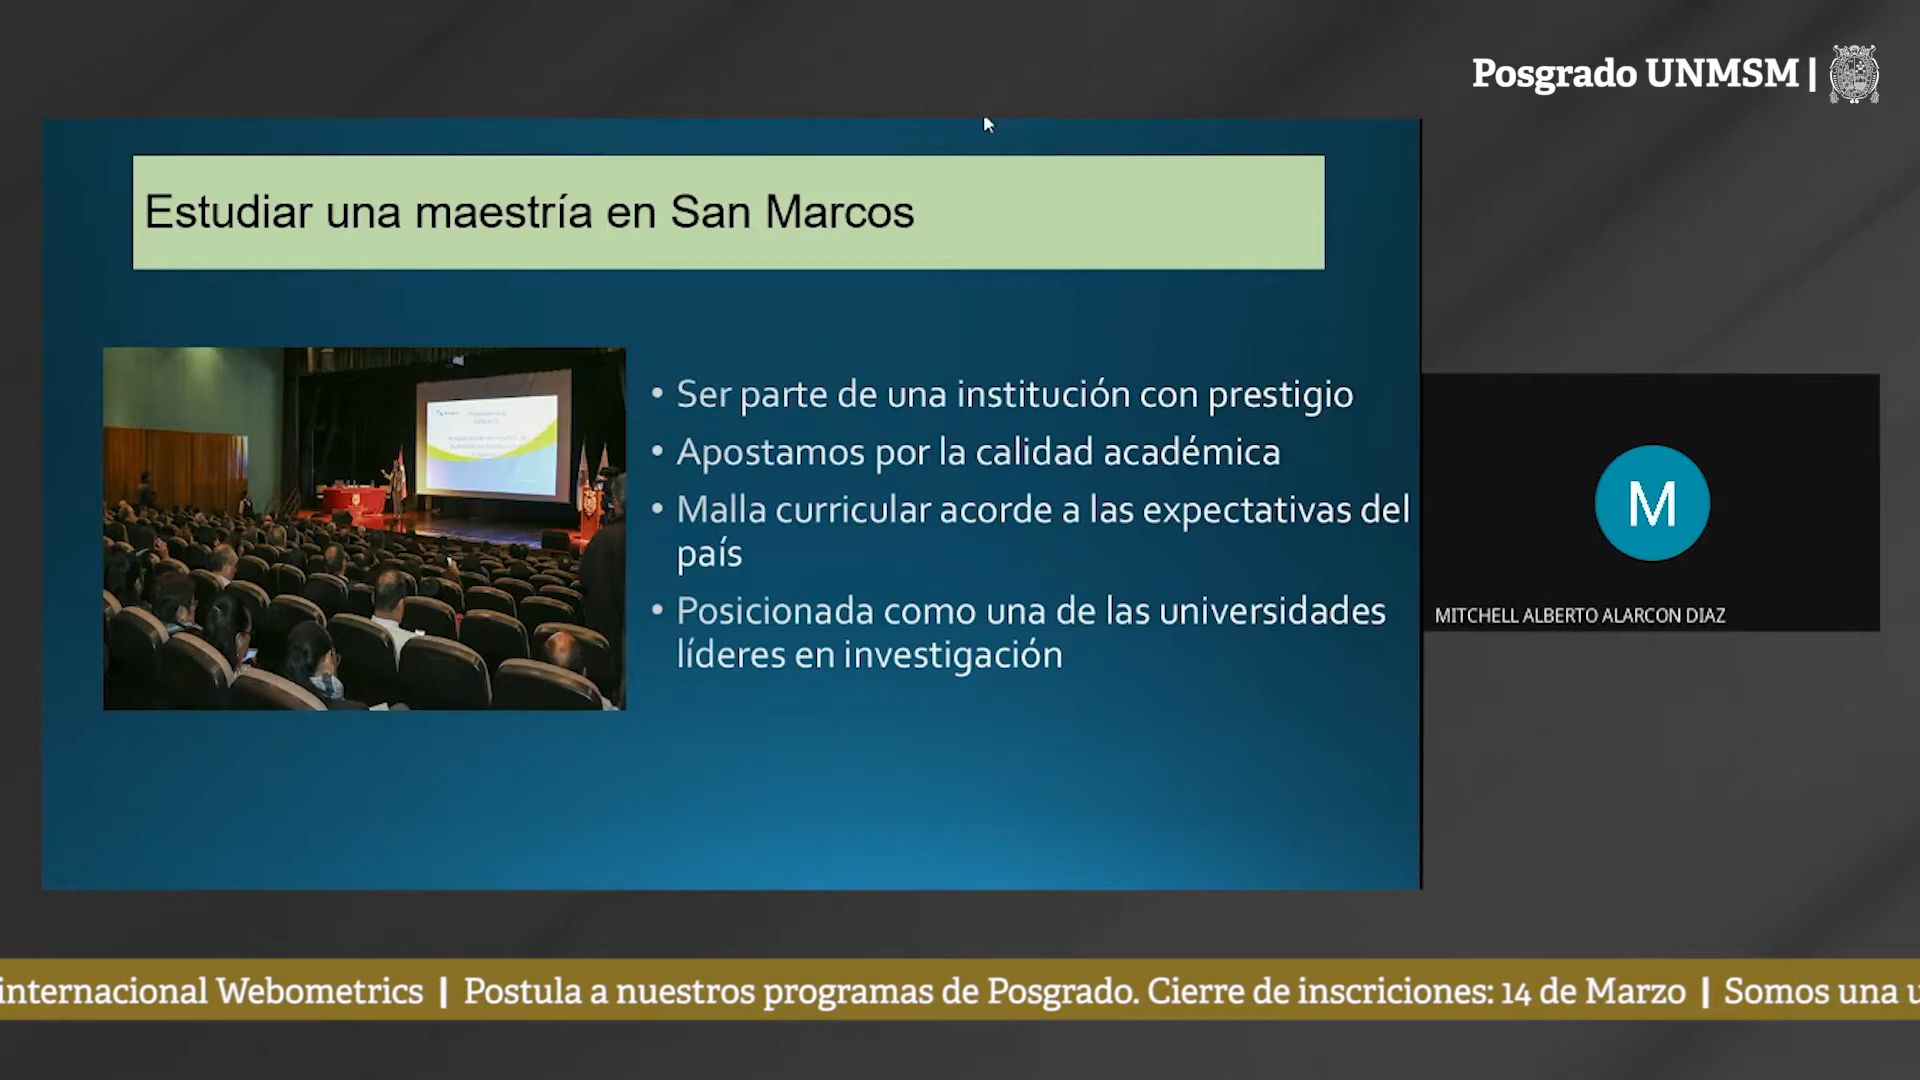 Posgrado UNMSM |
Estudiar una maestría en San Marcos
• Ser parte de una institución con prestigio
• Apostamos por la calidad académica
• Malla curricular acorde a las expectativas del
país
• Posicionada como una de las universidades
líderes en investigación
M
MITCHELL ALBERTO ALARCON DIAZ
internacional Webometrics | Postula a nuestros programas de Posgrado. Cierre de inscriciones: 14 de Marzo | Somos una